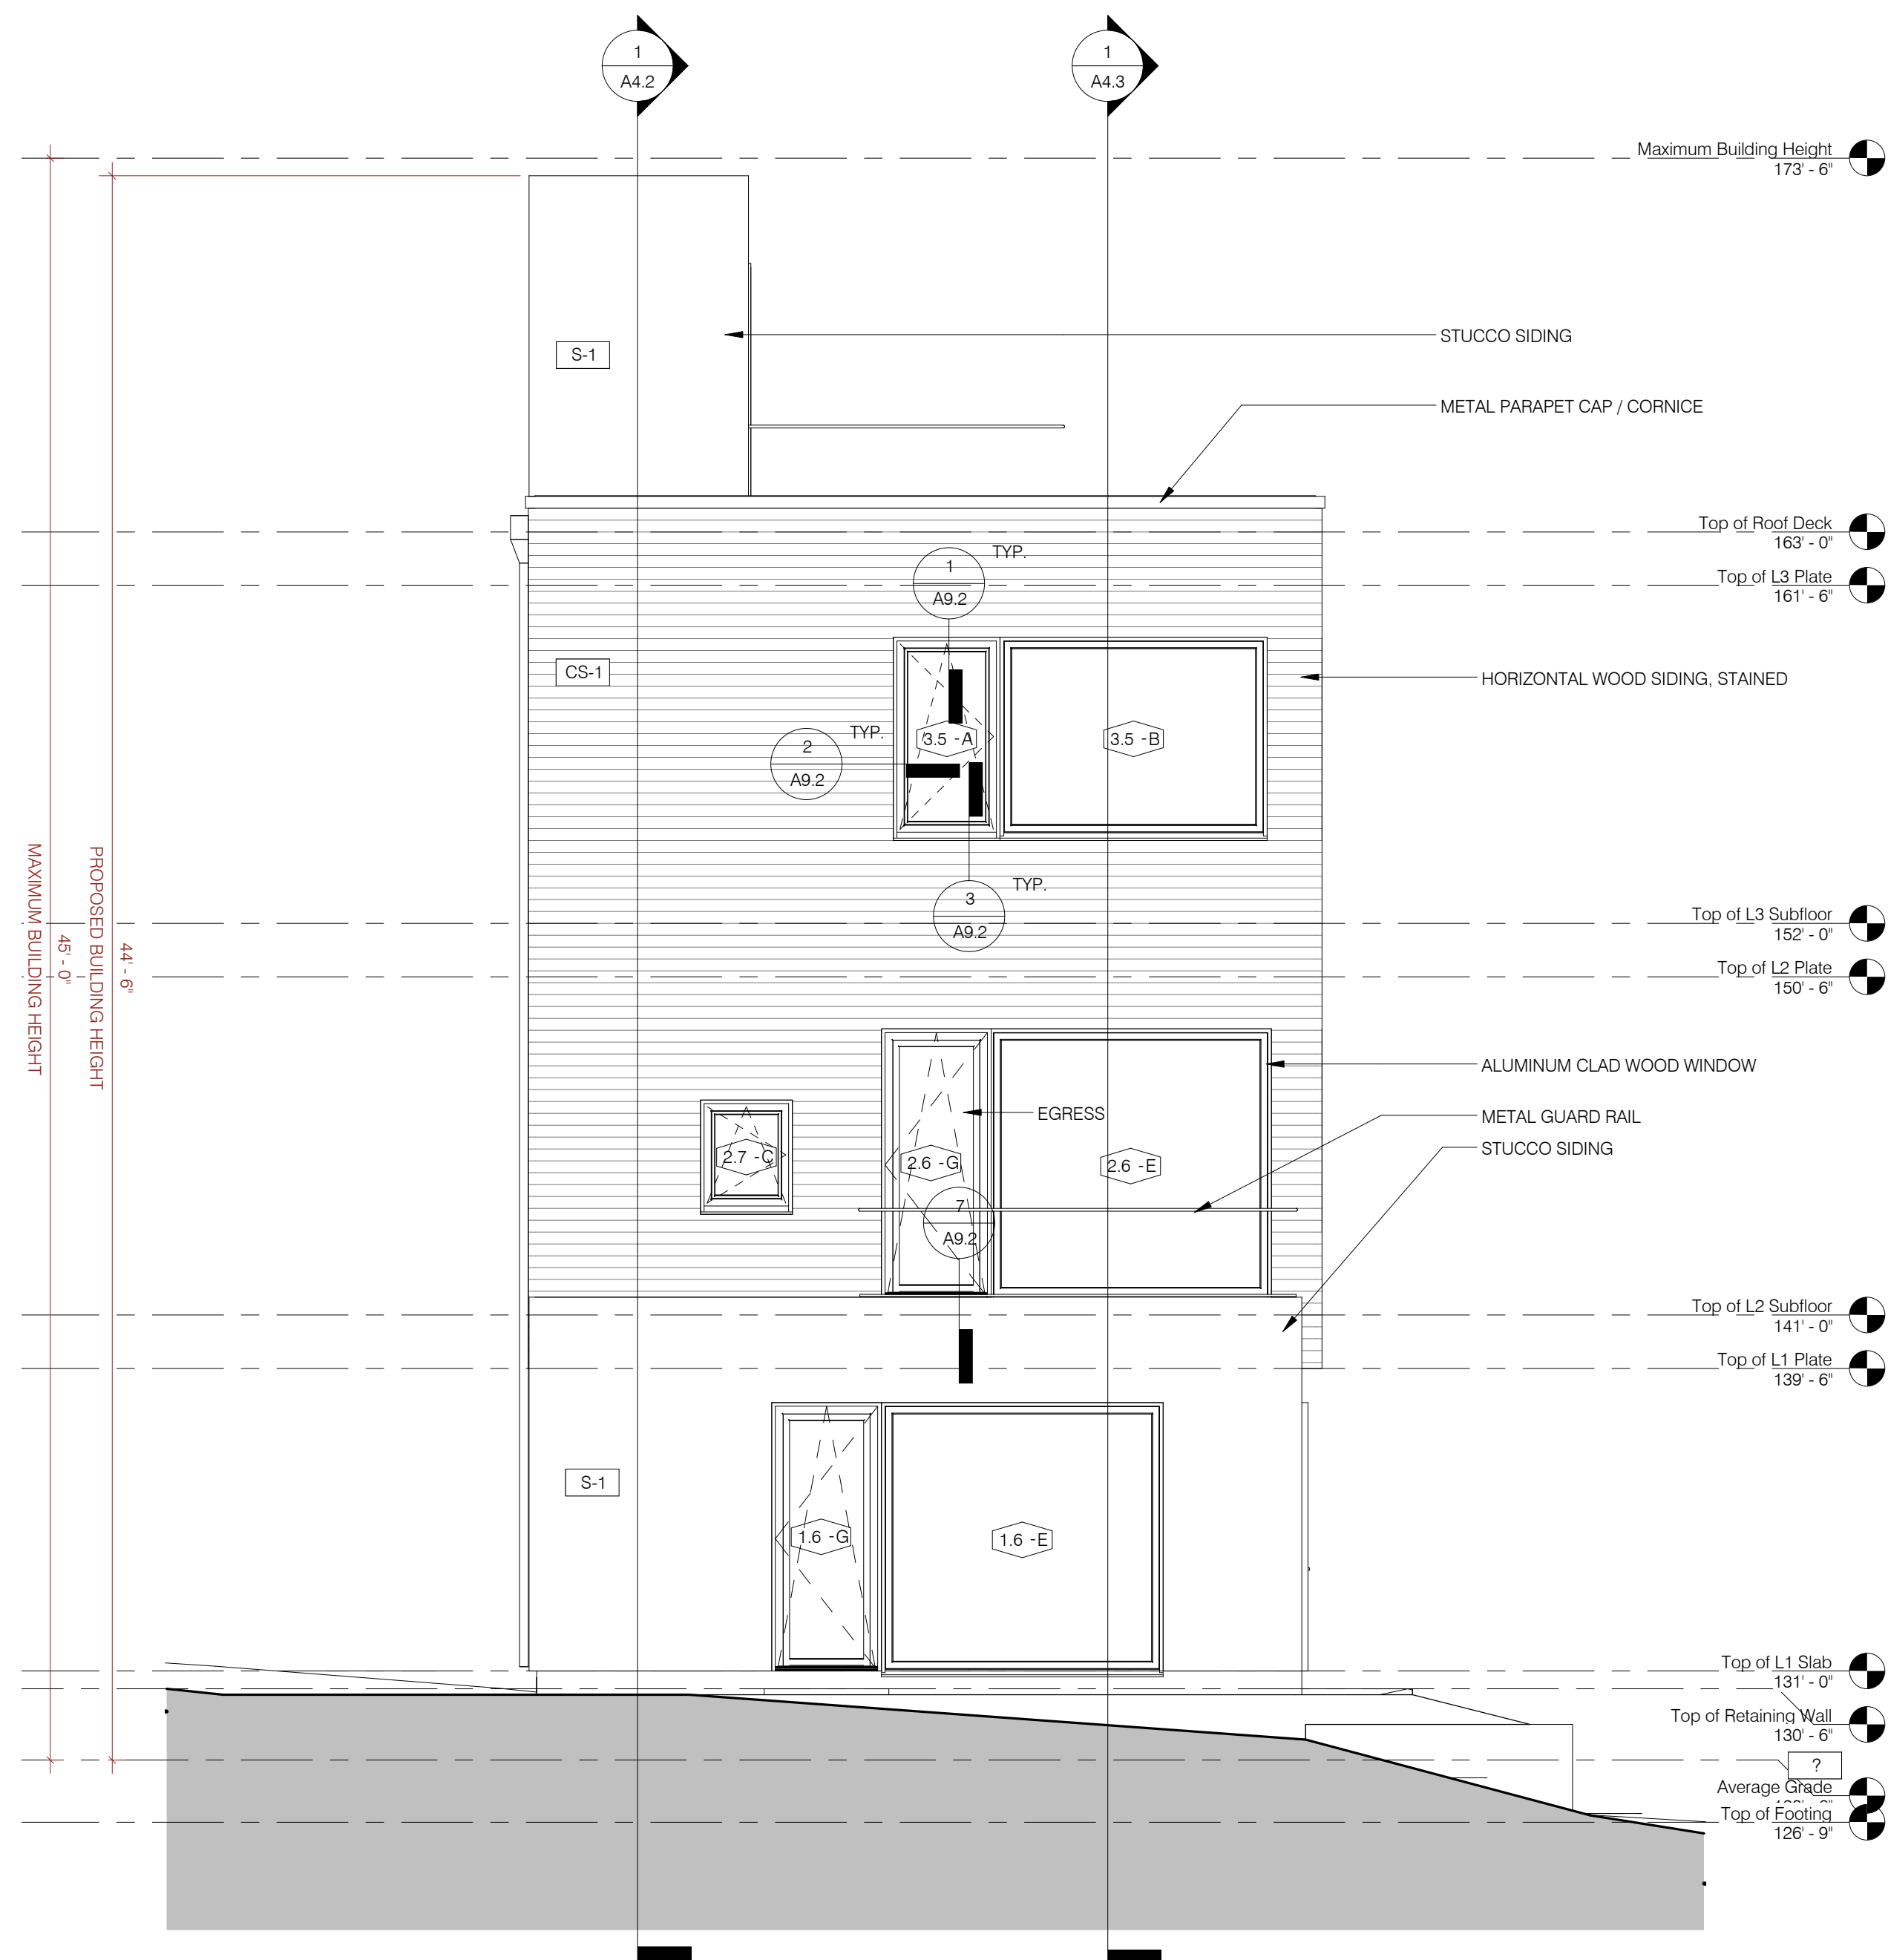 1
A4.2
1
A4.3
Maximum Building Height
173' - 6"
STUCCO SIDING
S-1
METAL PARAPET CAP / CORNICE
Top of Roof Deck
163' - 0"
TYP.
1
A9.2
Top of L3 Plate
161' - 6"
CS-1
HORIZONTAL WOOD SIDING, STAINED
TYP.
2
A9.2
3.5 -A
3.5 -B
TYP.
3
A9.2
Top of L3 Subfloor
152' - 0"
Top of L2 Plate
150' - 6"
44' - 6"
PROPOSED BUILDING HEIGHT
45' - 0"
MAXIMUM BUILDING HEIGHT
ALUMINUM CLAD WOOD WINDOW
EGRESS
METAL GUARD RAIL
STUCCO SIDING
2.7 -C
2.6 -G
2.6 -E
7
A9.2
Top of L2 Subfloor
141' - 0"
Top of L1 Plate
139' - 6"
S-1
1.6 -G
1.6 -E
Top of L1 Slab
131' - 0"
Top of Retaining Wall
130' - 6"
?
Average Grade
Top of Footing
126' - 9"